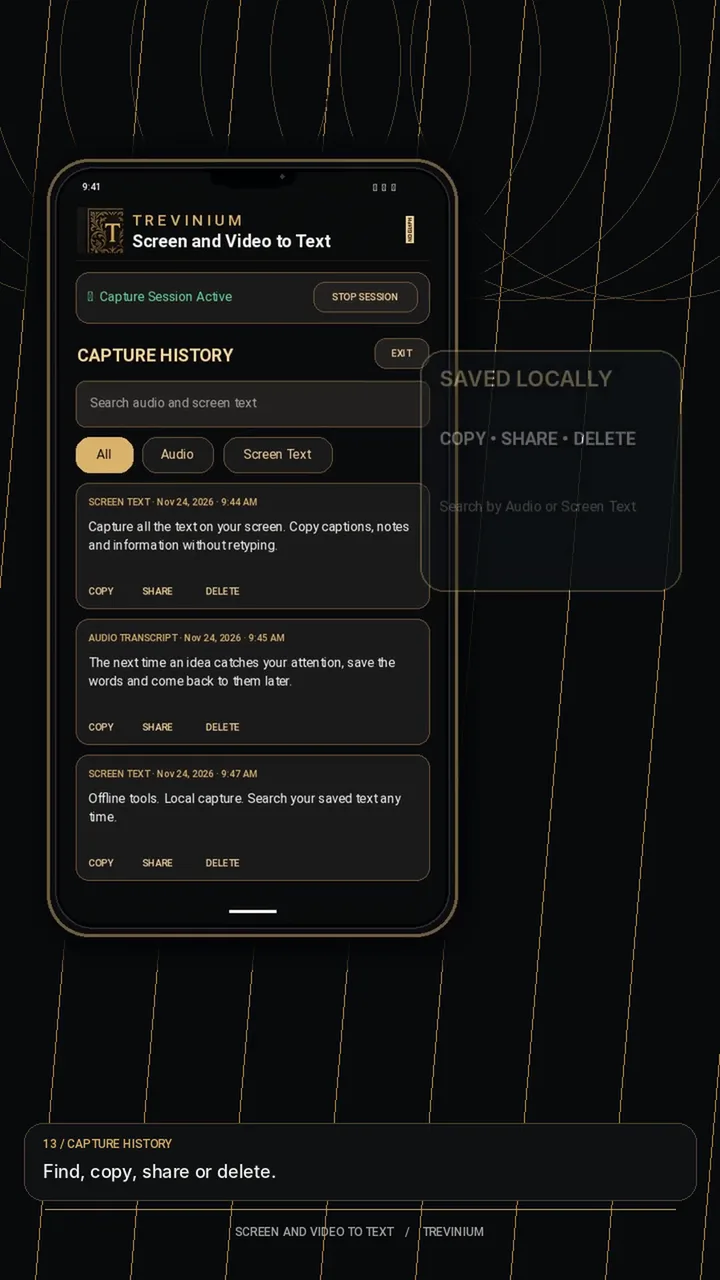 9:41
TREVINIUM
Screen and Video to Text
T
Capture Session Active
STOP SESSION
CAPTURE HISTORY
EXIT
Search audio and screen text
All
Audio
Screen Text
SCREEN TEXT · Nov 24, 2026 · 9:44 AM
Capture all the text on your screen. Copy captions, notes
and information without retyping.
COPY SHARE DELETE
AUDIO TRANSCRIPT · Nov 24, 2026 · 9:45 AM
The next time an idea catches your attention, save the
words and come back to them later.
COPY SHARE DELETE
SCREEN TEXT · Nov 24, 2026 · 9:47 AM
Offline tools. Local capture. Search your saved text any
time.
COPY SHARE DELETE
SAVED LOCALLY
COPY • SHARE • DELETE
Search by Audio or Screen Text
13 / CAPTURE HISTORY
Find, copy, share or delete.
SCREEN AND VIDEO TO TEXT / TREVINIUM